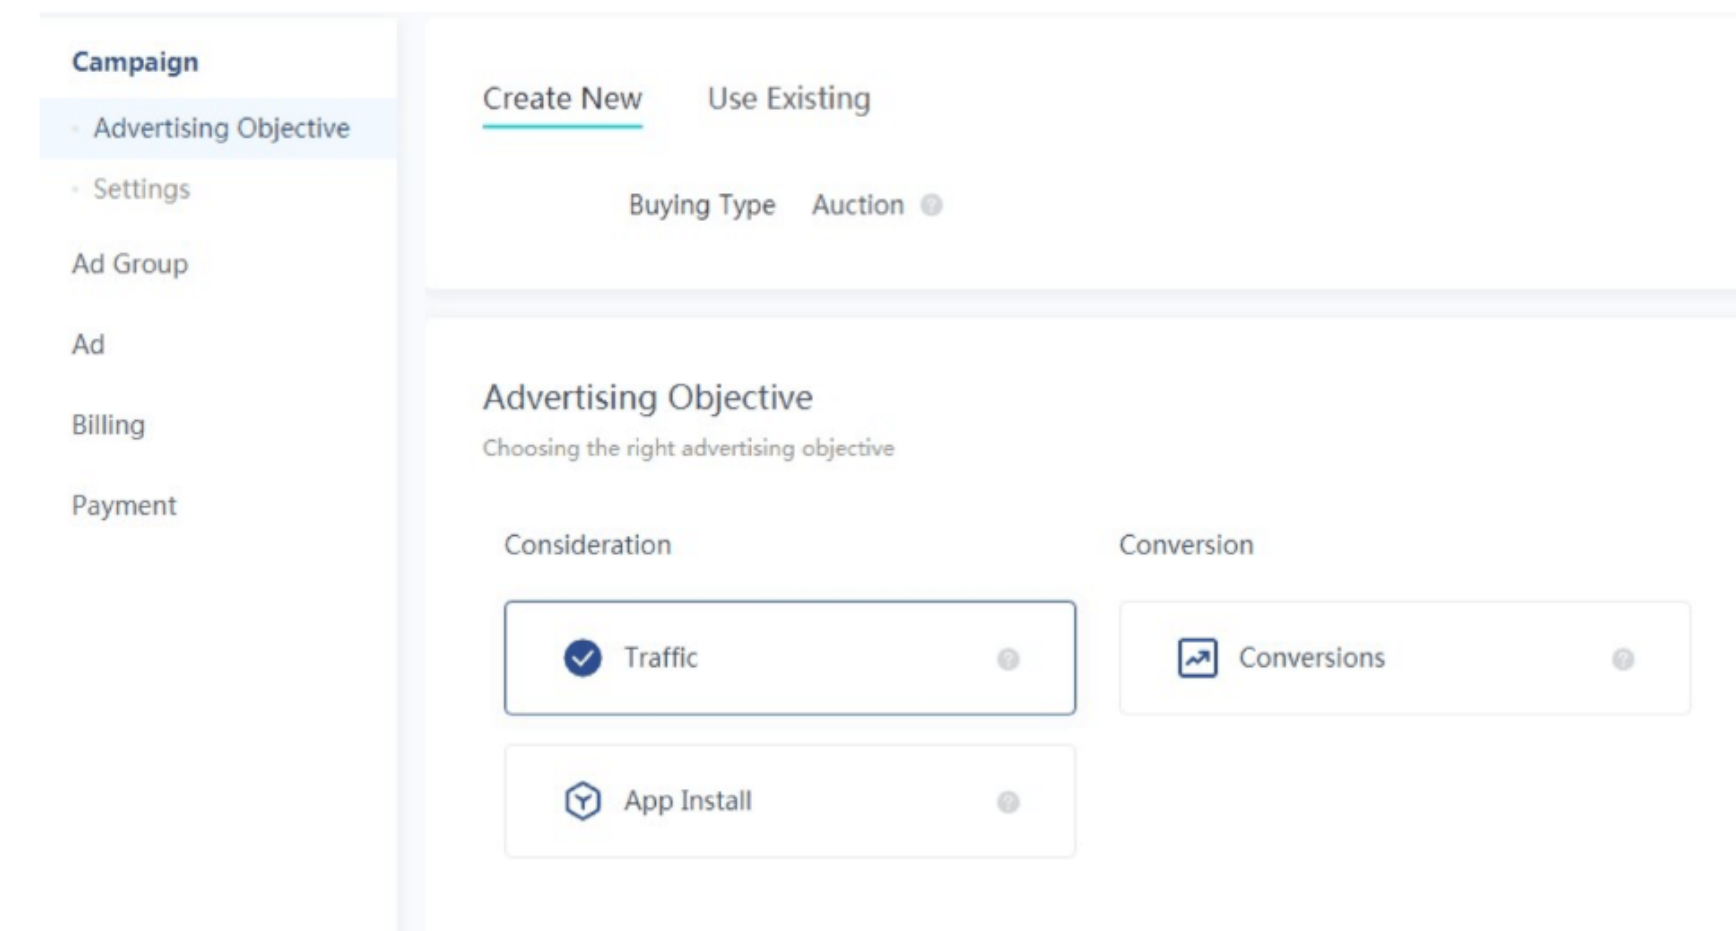 Campaign
Advertising Objective
Settings
Ad Group
Ad
Billing
Payment
Create New
Use Existing
Buying Type Auction
Advertising Objective
Choosing the right advertising objective
Consideration
Traffic
App Install
Conversion
Conversions